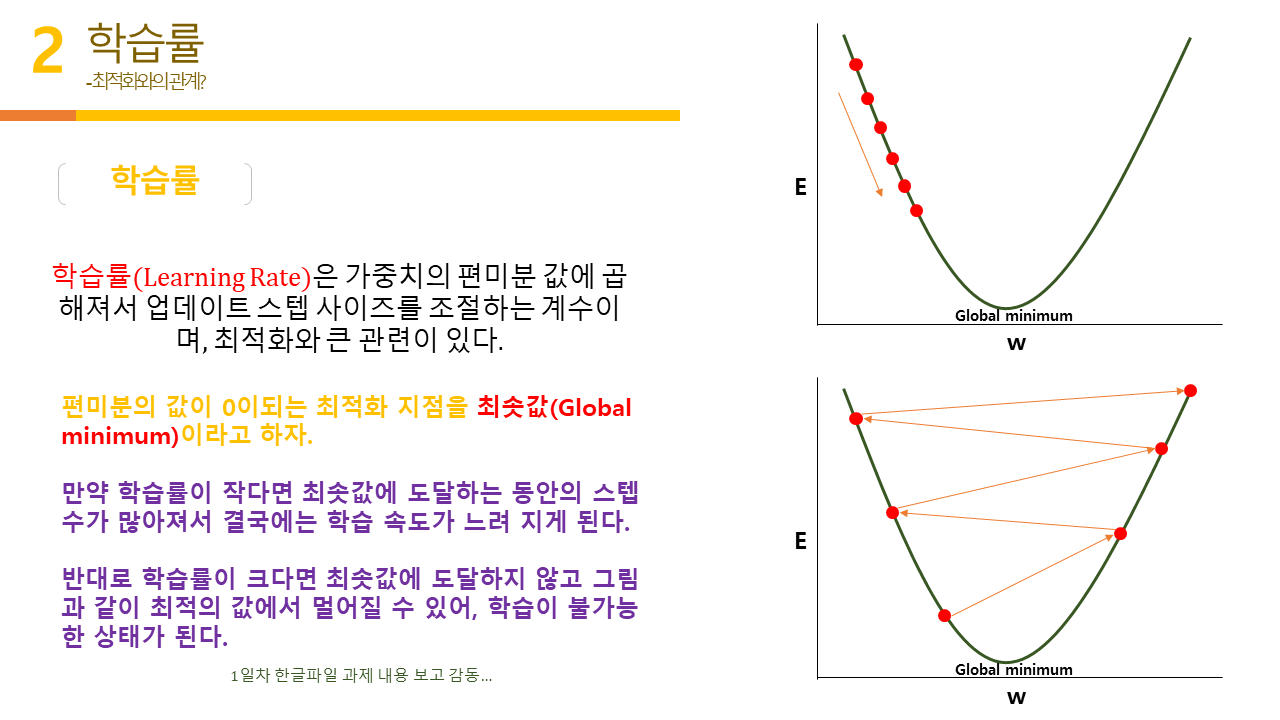 2
학습률
-최적화와의 관계?
학습률
학습률(Learning Rate)은 가중치의 편미분 값에 곱
해져서 업데이트 스텝 사이즈를 조절하는 계수이
며, 최적화와 큰 관련이 있다.
편미분의 값이 0이되는 최적화 지점을 최솟값(Global
minimum)이라고 하자.
만약 학습률이 작다면 최솟값에 도달하는 동안의 스텝
수가 많아져서 결국에는 학습 속도가 느려 지게 된다.
반대로 학습률이 크다면 최솟값에 도달하지 않고 그림
과 같이 최적의 값에서 멀어질 수 있어, 학습이 불가능
한 상태가 된다.
1일차 한글파일 과제 내용 보고 감동...
E
Global minimum
w
E
Global minimum
w